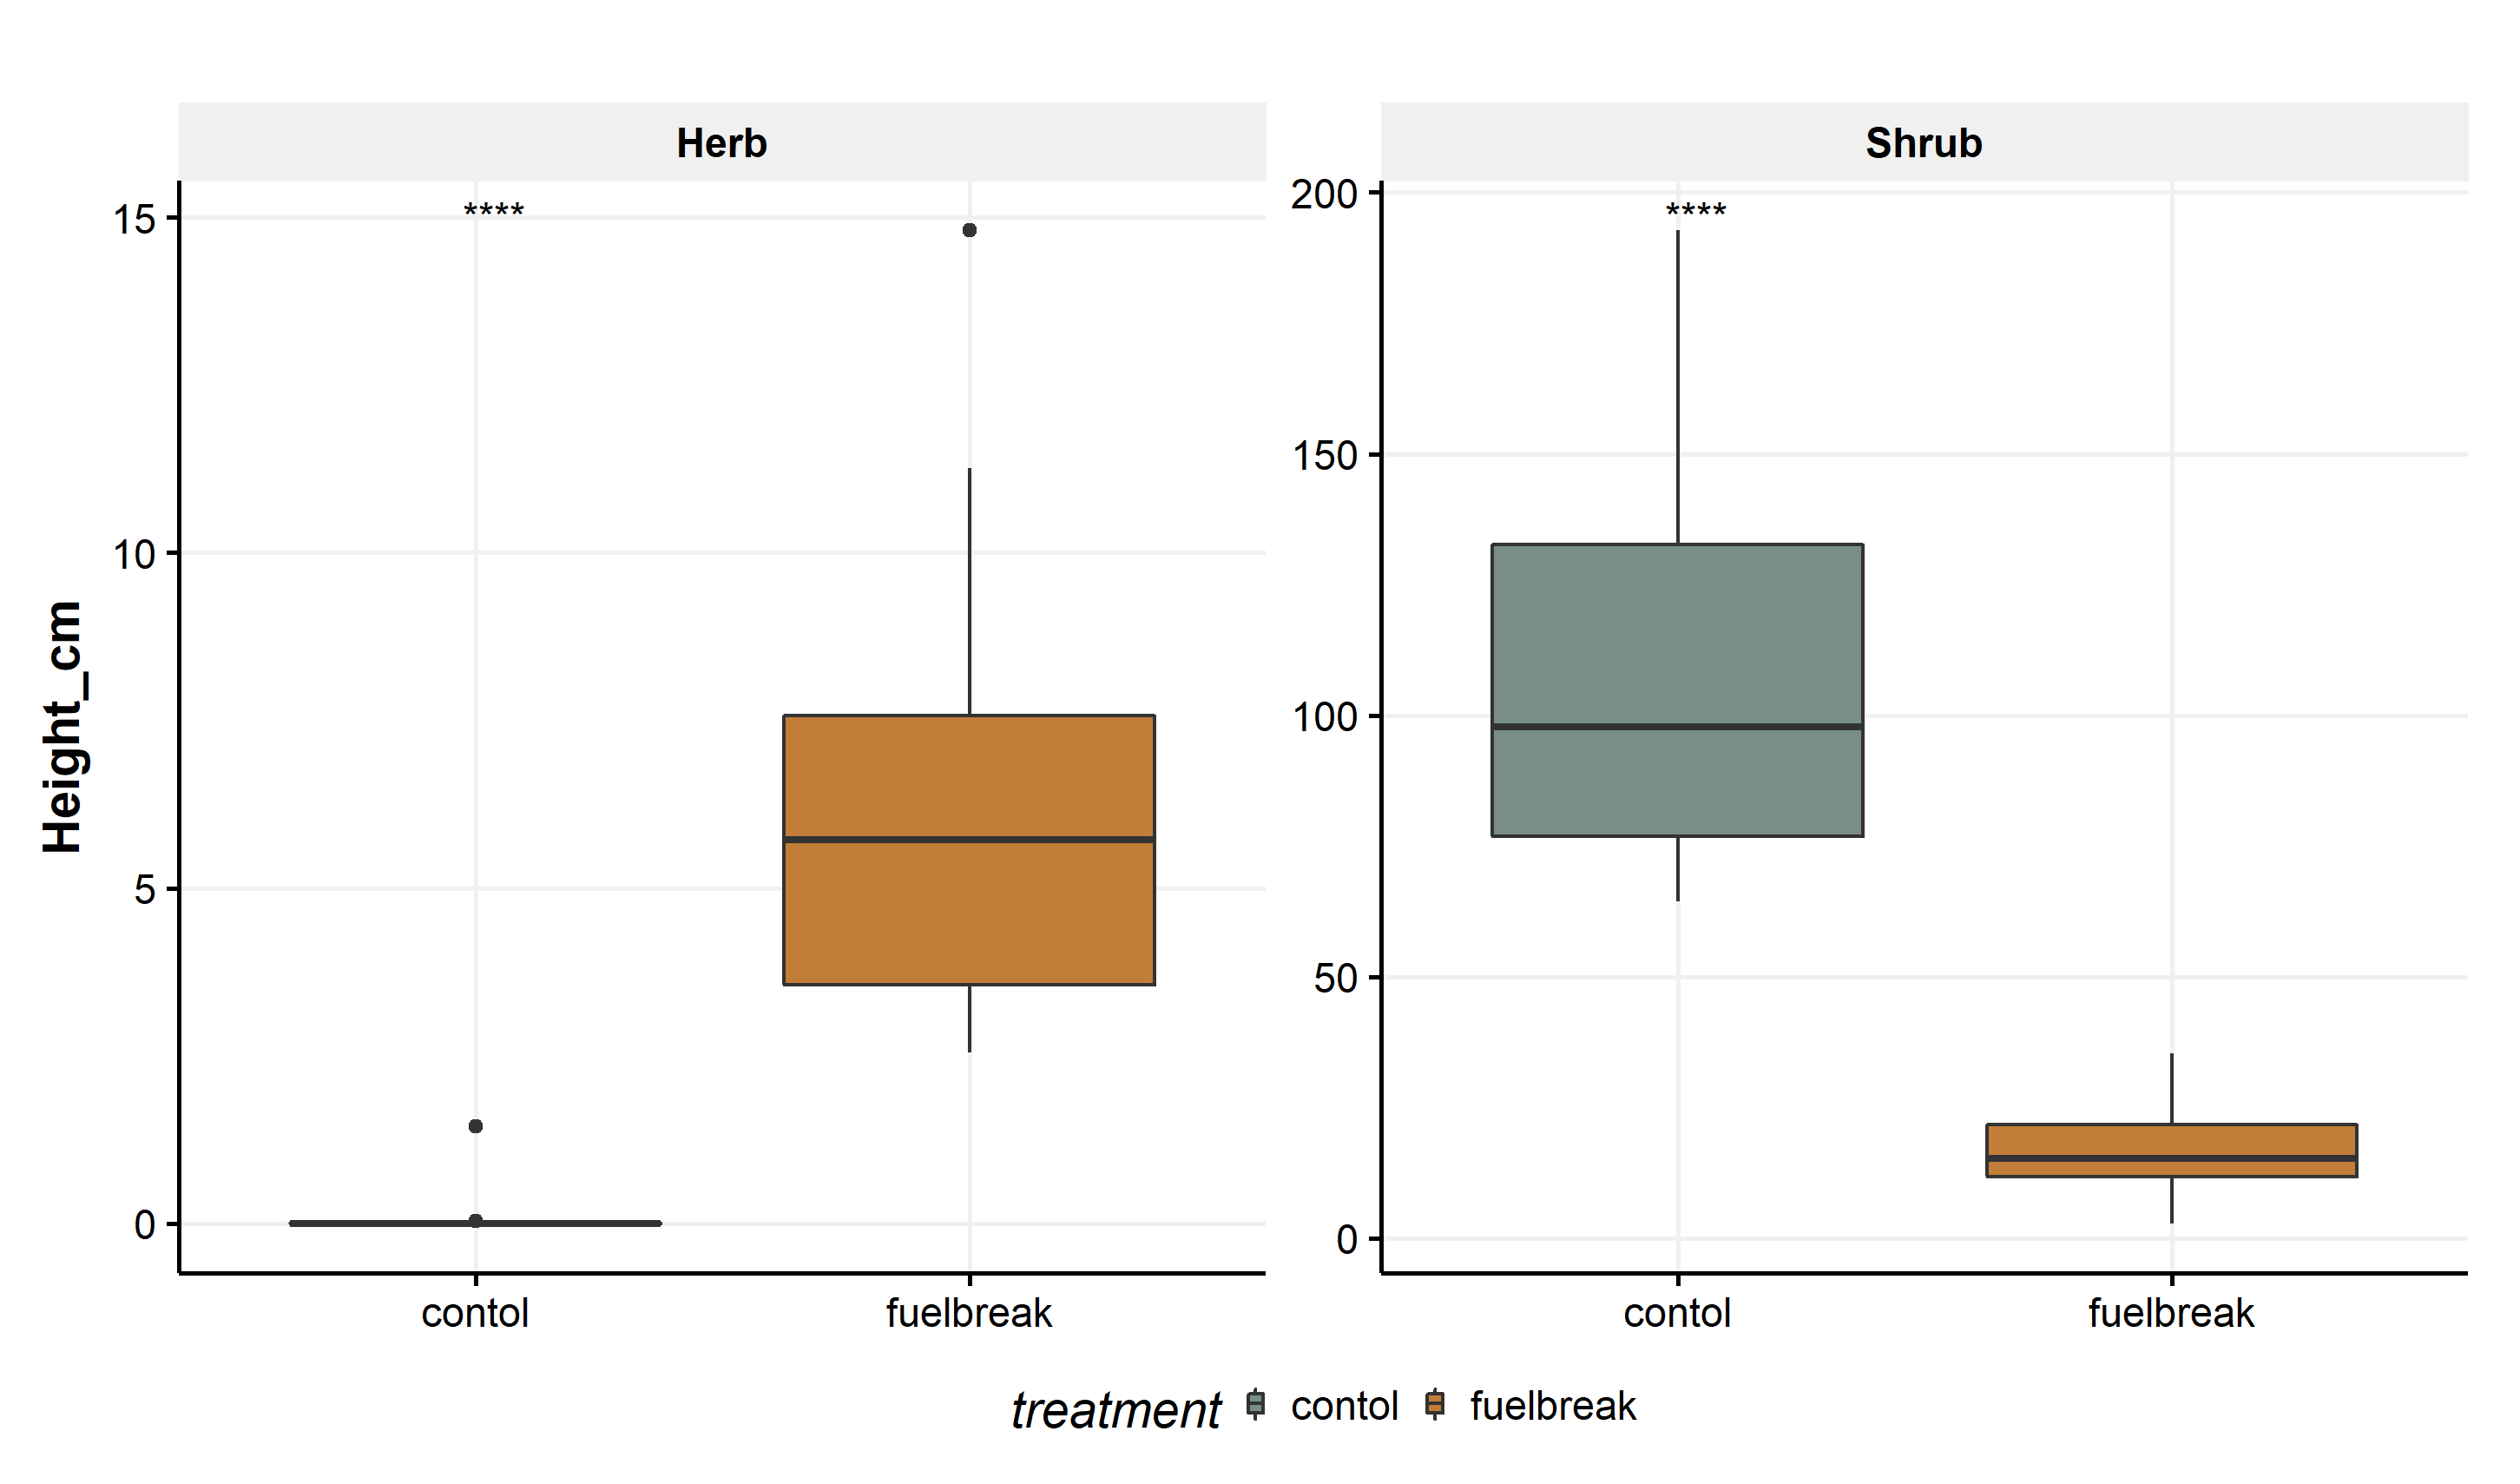 Herb
Shrub
****
****
15
10
5
0
200
150
100
50
0
Height_cm
contol
fuelbreak
contol
fuelbreak
treatment contol fuelbreak